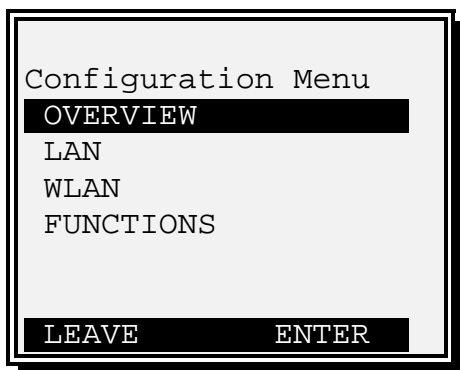 Configuration Menu
OVERVIEW
LAN
WLAN
FUNCTIONS
LEAVE ENTER